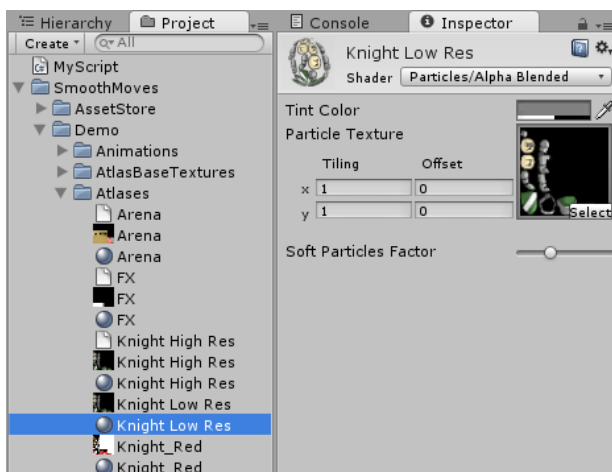 Hierarchy
Project
Create
All
MyScript
SmoothMoves
AssetStore
Demo
Animations
AtlasBaseTextures
Atlases
Arena
Arena
Arena
FX
FX
FX
Knight High Res
Knight High Res
Knight High Res
Knight Low Res
Knight Low Res
Knight_Red
Knight_Red
Console
Inspector
Knight Low Res
Shader Particles/Alpha Blended
Tint Color
Particle Texture
Tiling Offset
x 1 0
y 1 0
Select
Soft Particles Factor